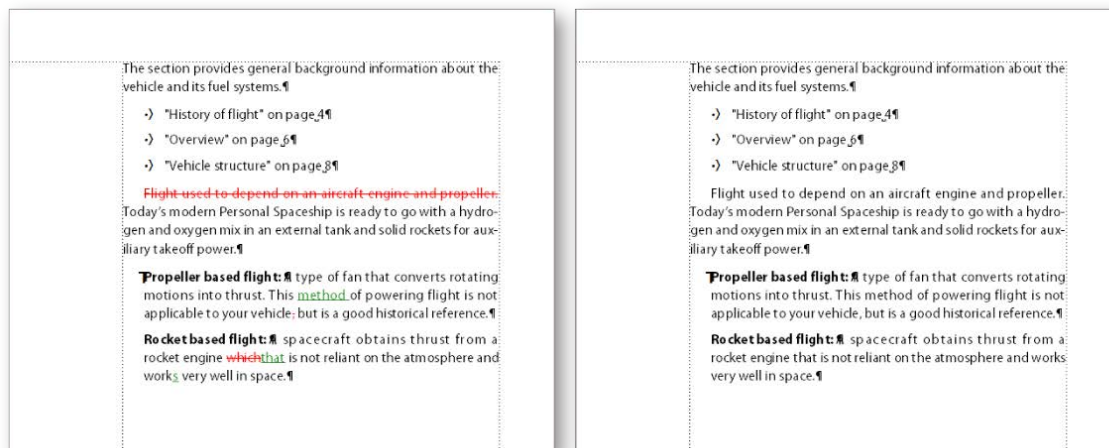 The section provides general background information about the
vehicle and its fuel systems.¶
·⟩ "History of flight" on page 4¶
·⟩ "Overview" on page 6¶
·⟩ "Vehicle structure" on page 8¶
Flight used to depend on an aircraft engine and propeller.
Today's modern Personal Spaceship is ready to go with a hydro-
gen and oxygen mix in an external tank and solid rockets for aux-
iliary takeoff power.¶
Propeller based flight:¶ type of fan that converts rotating
motions into thrust. This method of powering flight is not
applicable to your vehicle, but is a good historical reference.¶
Rocket based flight:¶ spacecraft obtains thrust from a
rocket engine whichthat is not reliant on the atmosphere and
works very well in space.¶
The section provides general background information about the
vehicle and its fuel systems.¶
·⟩ "History of flight" on page 4¶
·⟩ "Overview" on page 6¶
·⟩ "Vehicle structure" on page 8¶
Flight used to depend on an aircraft engine and propeller.
Today's modern Personal Spaceship is ready to go with a hydro-
gen and oxygen mix in an external tank and solid rockets for aux-
iliary takeoff power.¶
Propeller based flight:¶ type of fan that converts rotating
motions into thrust. This method of powering flight is not
applicable to your vehicle, but is a good historical reference.¶
Rocket based flight:¶ spacecraft obtains thrust from a
rocket engine that is not reliant on the atmosphere and works
very well in space.¶